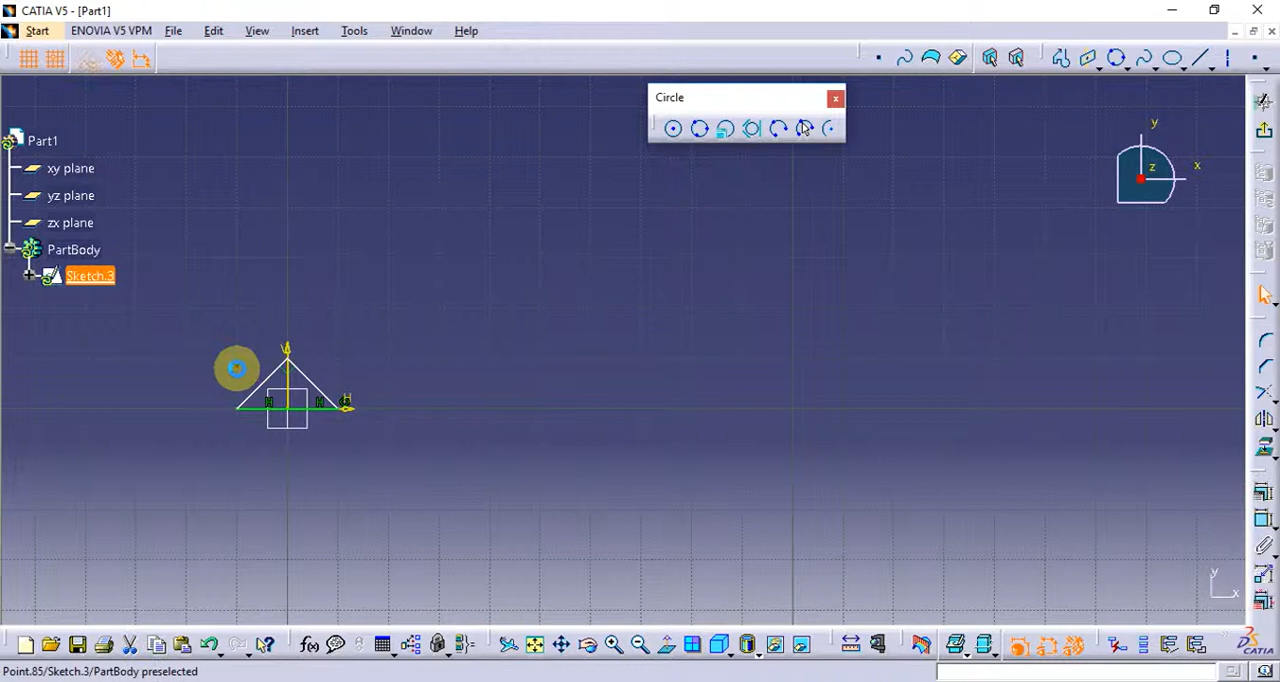 CATIA V5 - [Part1]
Start ENOVIA V5 VPM File Edit View Insert Tools Window Help
Circle
x
Part1
xy plane
yz plane
zx plane
PartBody
Sketch.3
y
x
z
V
H
H H
y
x
f(x)
CATIA
Point.85/Sketch.3/PartBody preselected